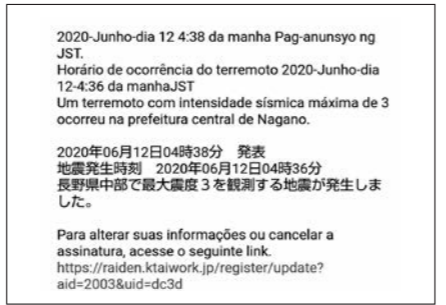 2020-Junho-dia 12 4:38 da manha Pag-anunsyo ng
JST.
Horário de ocorrência do terremoto 2020-Junho-dia
12-4:36 da manhaJST
Um terremoto com intensidade sísmica máxima de 3
ocorreu na prefeitura central de Nagano.
2020年06月12日04時38分　発表
地震発生時刻　2020年06月12日04時36分
長野県中部で最大震度３を観測する地震が発生しま
した。
Para alterar suas informações ou cancelar a
assinatura, acesse o seguinte link.
https://raiden.ktaiwork.jp/register/update?
aid=2003&uid=dc3d